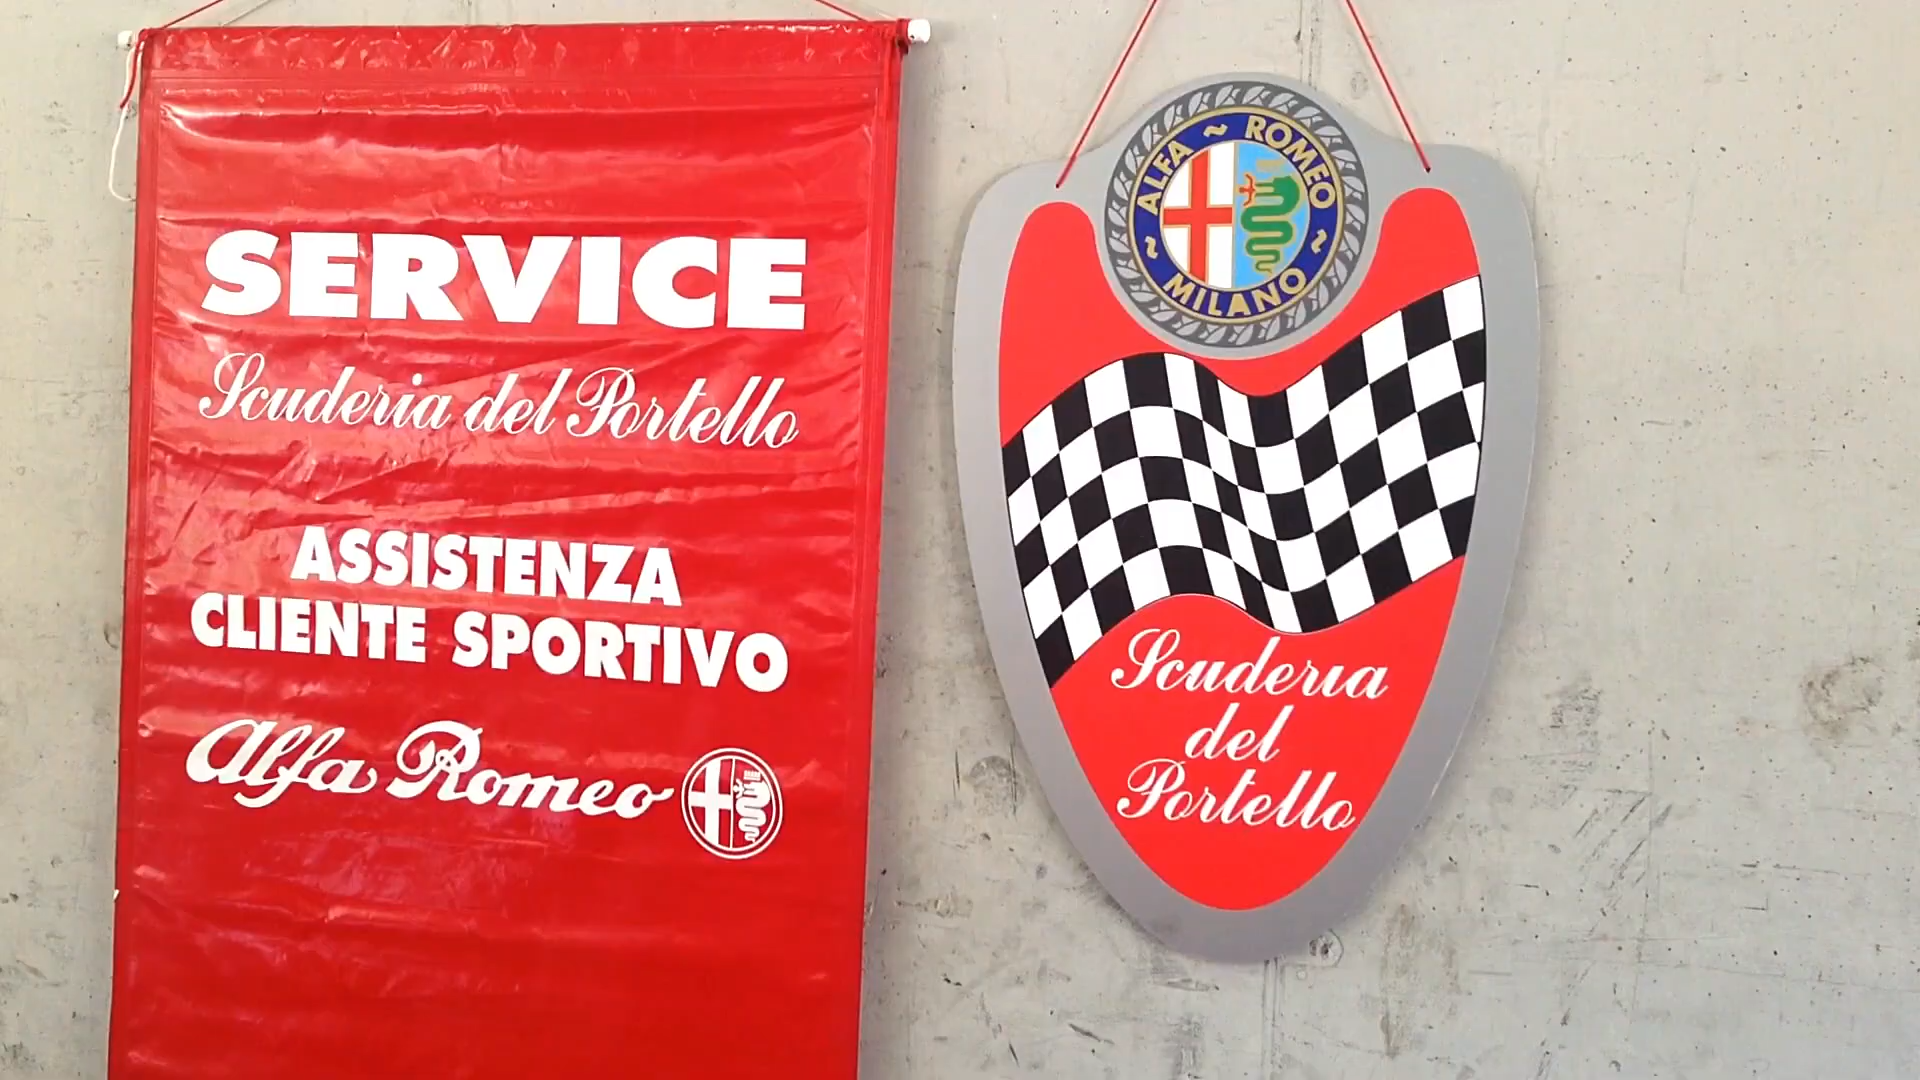 SERVICE
Scuderia del Portello
ASSISTENZA
CLIENTE SPORTIVO
Alfa Romeo
ALFA ~ ROMEO
~ MILANO ~
Scuderia
del
Portello